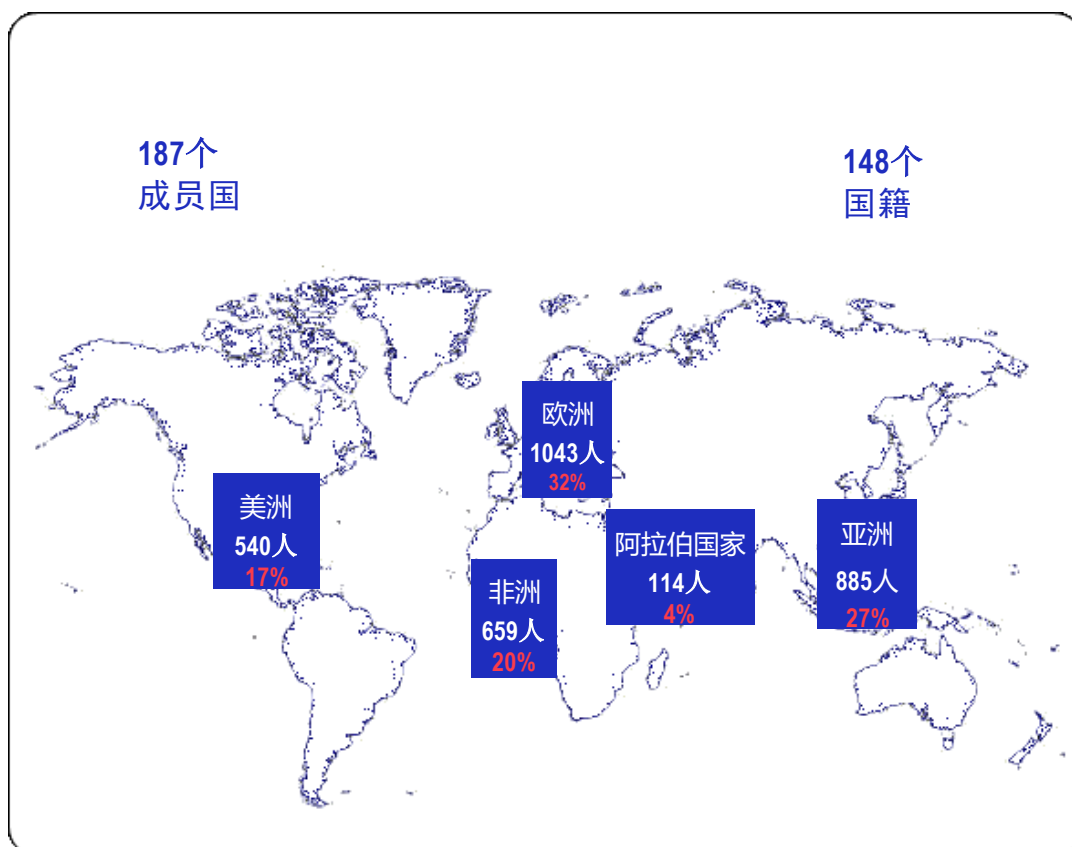 187个
成员国
148个
国籍
欧洲
1043人
32%
美洲
540人
17%
阿拉伯国家
114人
4%
亚洲
885人
27%
非洲
659人
20%